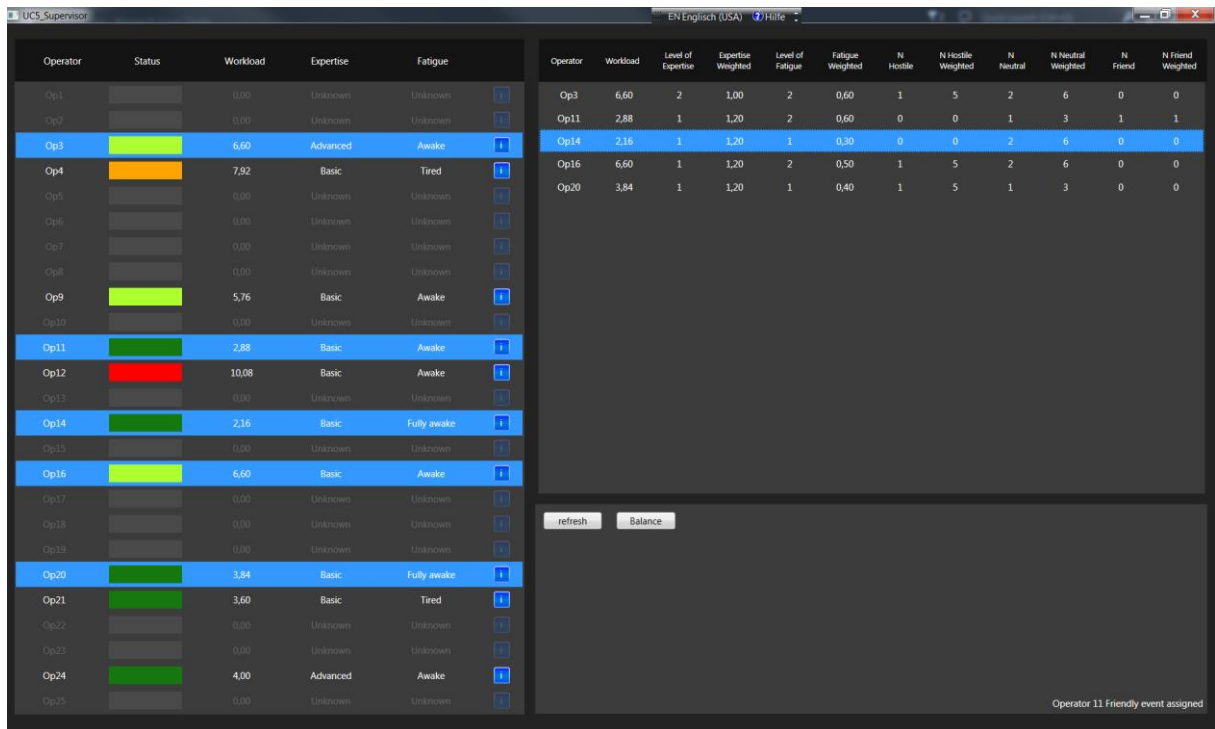 UC5_Supervisor
EN Englisch (USA) Hilfe
Operator Status Workload Expertise Fatigue
Op1 0,00 Unknown Unknown
Op2 0,00 Unknown Unknown
Op3 6,60 Advanced Awake
Op4 7,92 Basic Tired
Op5 0,00 Unknown Unknown
Op6 0,00 Unknown Unknown
Op7 0,00 Unknown Unknown
Op8 0,00 Unknown Unknown
Op9 5,76 Basic Awake
Op10 0,00 Unknown Unknown
Op11 2,88 Basic Awake
Op12 10,08 Basic Awake
Op13 0,00 Unknown Unknown
Op14 2,16 Basic Fully awake
Op15 0,00 Unknown Unknown
Op16 6,60 Basic Awake
Op17 0,00 Unknown Unknown
Op18 0,00 Unknown Unknown
Op19 0,00 Unknown Unknown
Op20 3,84 Basic Fully awake
Op21 3,60 Basic Tired
Op22 0,00 Unknown Unknown
Op23 0,00 Unknown Unknown
Op24 4,00 Advanced Awake
Op25 0,00 Unknown Unknown
Operator Workload Level of Expertise Expertise Weighted Level of Fatigue Fatigue Weighted N Hostile N Hostile Weighted N Neutral N Neutral Weighted N Friend N Friend Weighted
Op3 6,60 2 1,00 2 0,60 1 5 2 6 0 0
Op11 2,88 1 1,20 2 0,60 0 0 1 3 1 1
Op14 2,16 1 1,20 1 0,30 0 0 2 6 0 0
Op16 6,60 1 1,20 2 0,50 1 5 2 6 0 0
Op20 3,84 1 1,20 1 0,40 1 5 1 3 0 0
refresh Balance
Operator 11 Friendly event assigned